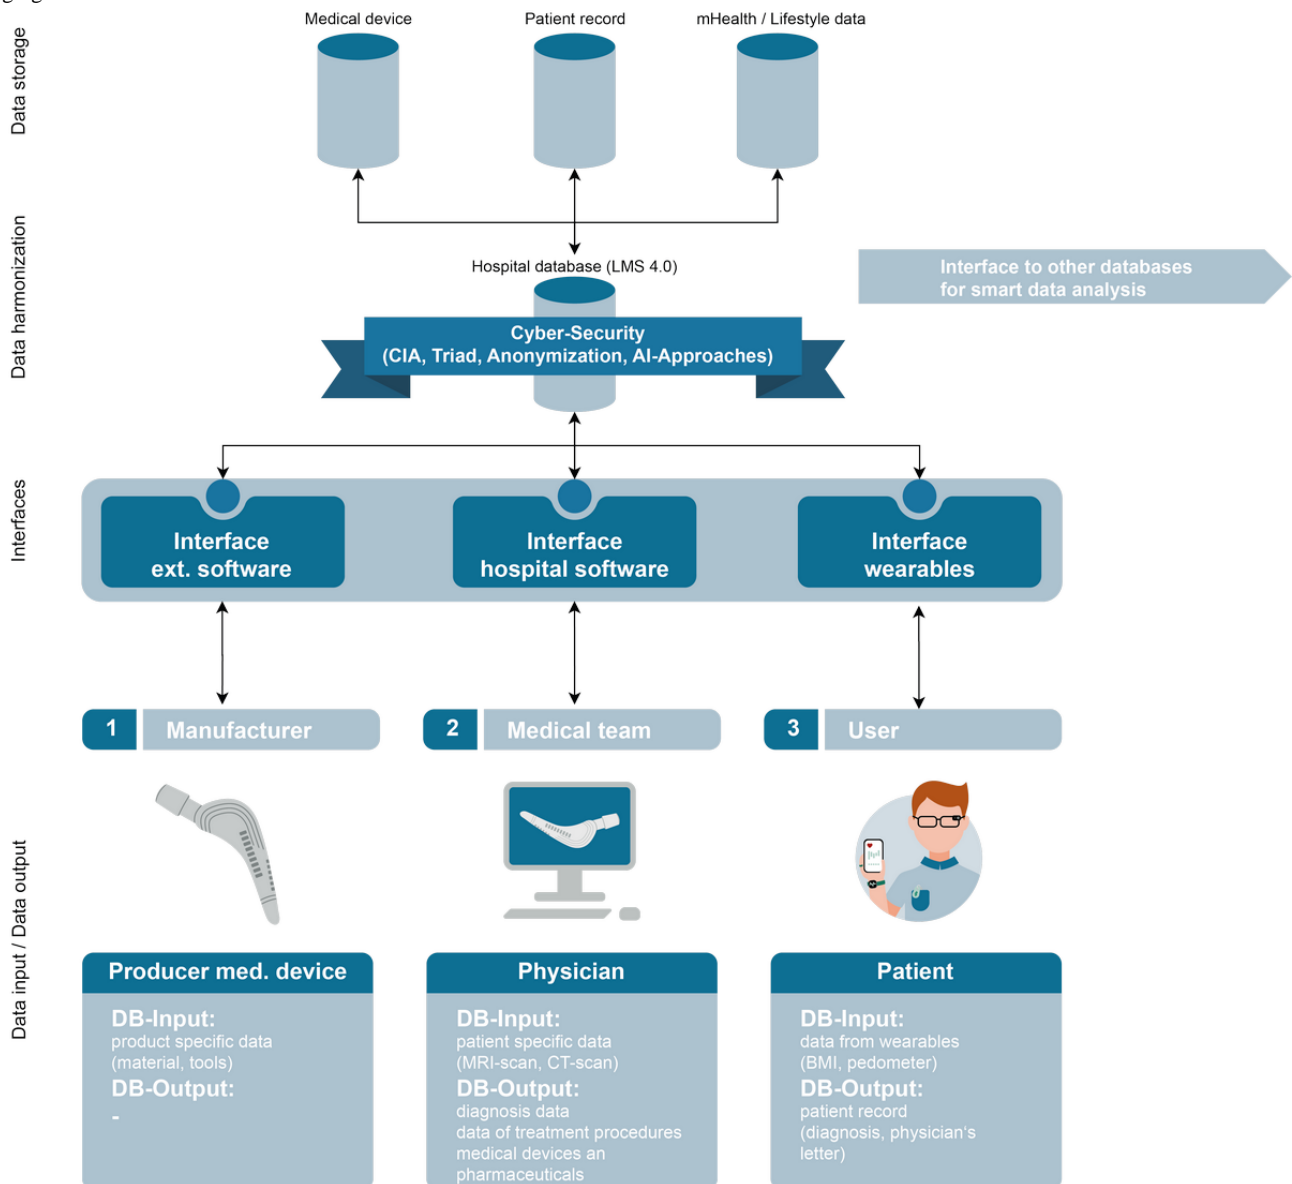 Medical device
Patient record
mHealth / Lifestyle data
Data storage
Data harmonization
Hospital database (LMS 4.0)
Interface to other databases
for smart data analysis
Cyber-Security
(CIA, Triad, Anonymization, AI-Approaches)
Interfaces
Interface
ext. software
Interface
hospital software
Interface
wearables
1
Manufacturer
2
Medical team
3
User
Data input / Data output
Producer med. device
DB-Input:
product specific data
(material, tools)
DB-Output:
-
Physician
DB-Input:
patient specific data
(MRI-scan, CT-scan)
DB-Output:
diagnosis data
data of treatment procedures
medical devices an
pharmaceuticals
Patient
DB-Input:
data from wearables
(BMI, pedometer)
DB-Output:
patient record
(diagnosis, physician's
letter)